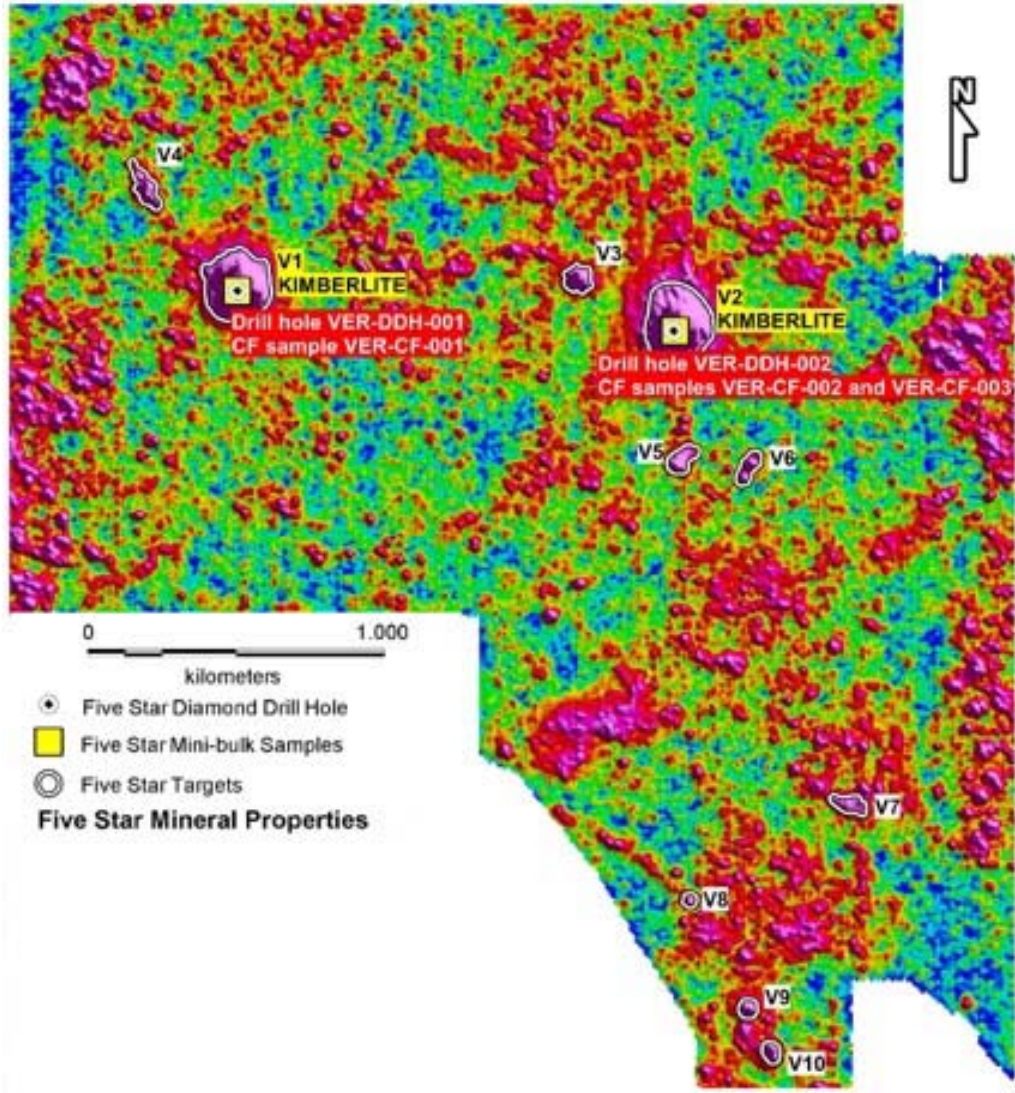 N
V4
V1
KIMBERLITE
V3
V2
KIMBERLITE
Drill hole VER-DDH-001
CF sample VER-CF-001
Drill hole VER-DDH-002
CF samples VER-CF-002 and VER-CF-003
V5
V6
0 1.000
kilometers
Five Star Diamond Drill Hole
Five Star Mini-bulk Samples
Five Star Targets
Five Star Mineral Properties
V7
V8
V9
V10